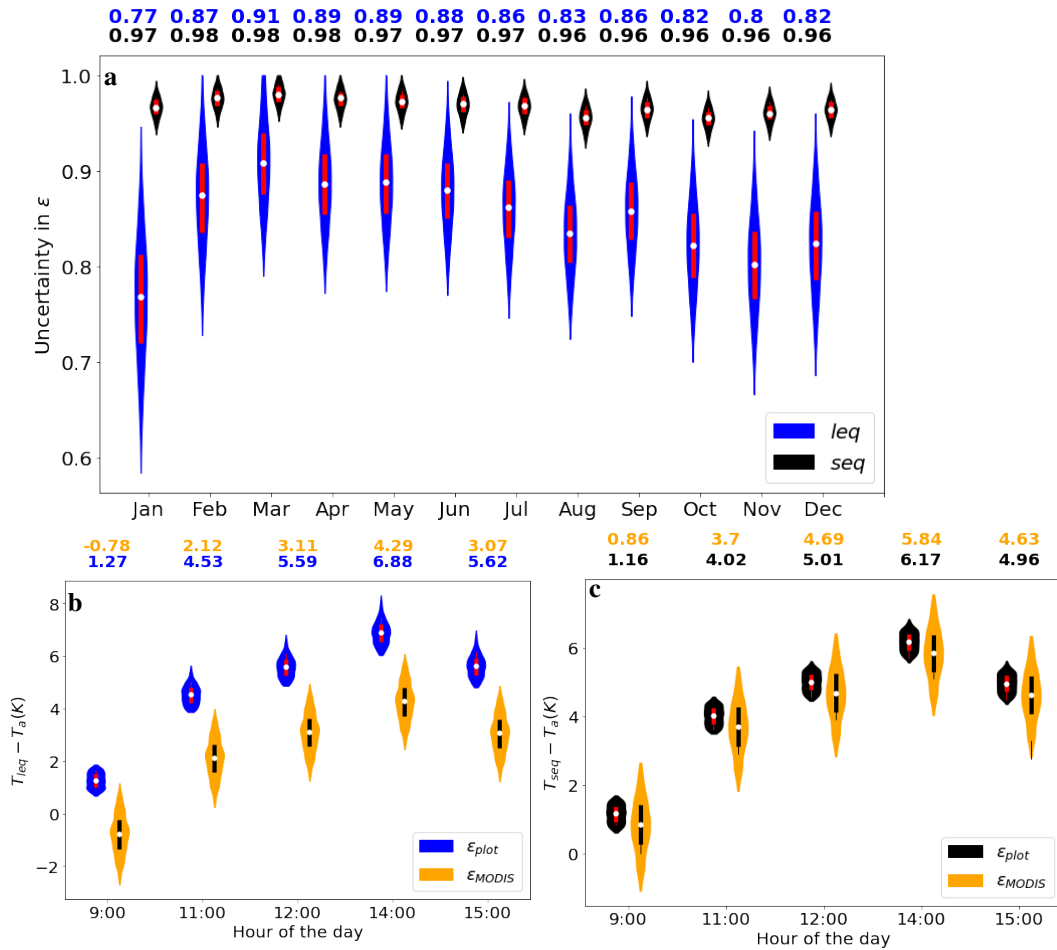 0.77 0.87 0.91 0.89 0.89 0.88 0.86 0.83 0.86 0.82 0.8 0.82
0.97 0.98 0.98 0.98 0.97 0.97 0.97 0.96 0.96 0.96 0.96 0.96
a
1.0
0.9
0.8
0.7
0.6
Uncertainty in ε
leq
seq
Jan Feb Mar Apr May Jun Jul Aug Sep Oct Nov Dec
-0.78 2.12 3.11 4.29 3.07
1.27 4.53 5.59 6.88 5.62
b
8
6
4
2
0
−2
T_leq − T_a(K)
ε_plot
ε_MODIS
9:00 11:00 12:00 14:00 15:00
Hour of the day
0.86 3.7 4.69 5.84 4.63
1.16 4.02 5.01 6.17 4.96
c
6
4
2
0
T_seq − T_a(K)
ε_plot
ε_MODIS
9:00 11:00 12:00 14:00 15:00
Hour of the day